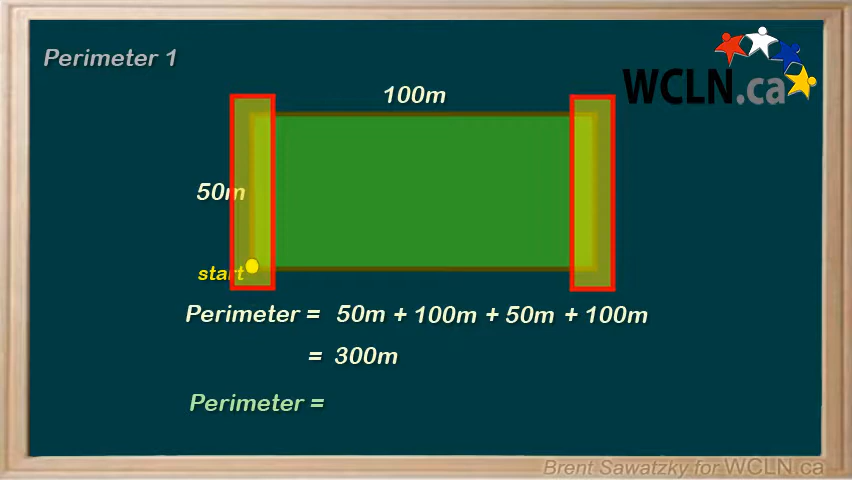 Perimeter 1
WCLN.ca
100m
50m
start
Perimeter = 50m + 100m + 50m + 100m
= 300m
Perimeter =
Brent Sawatzky for WCLN.ca